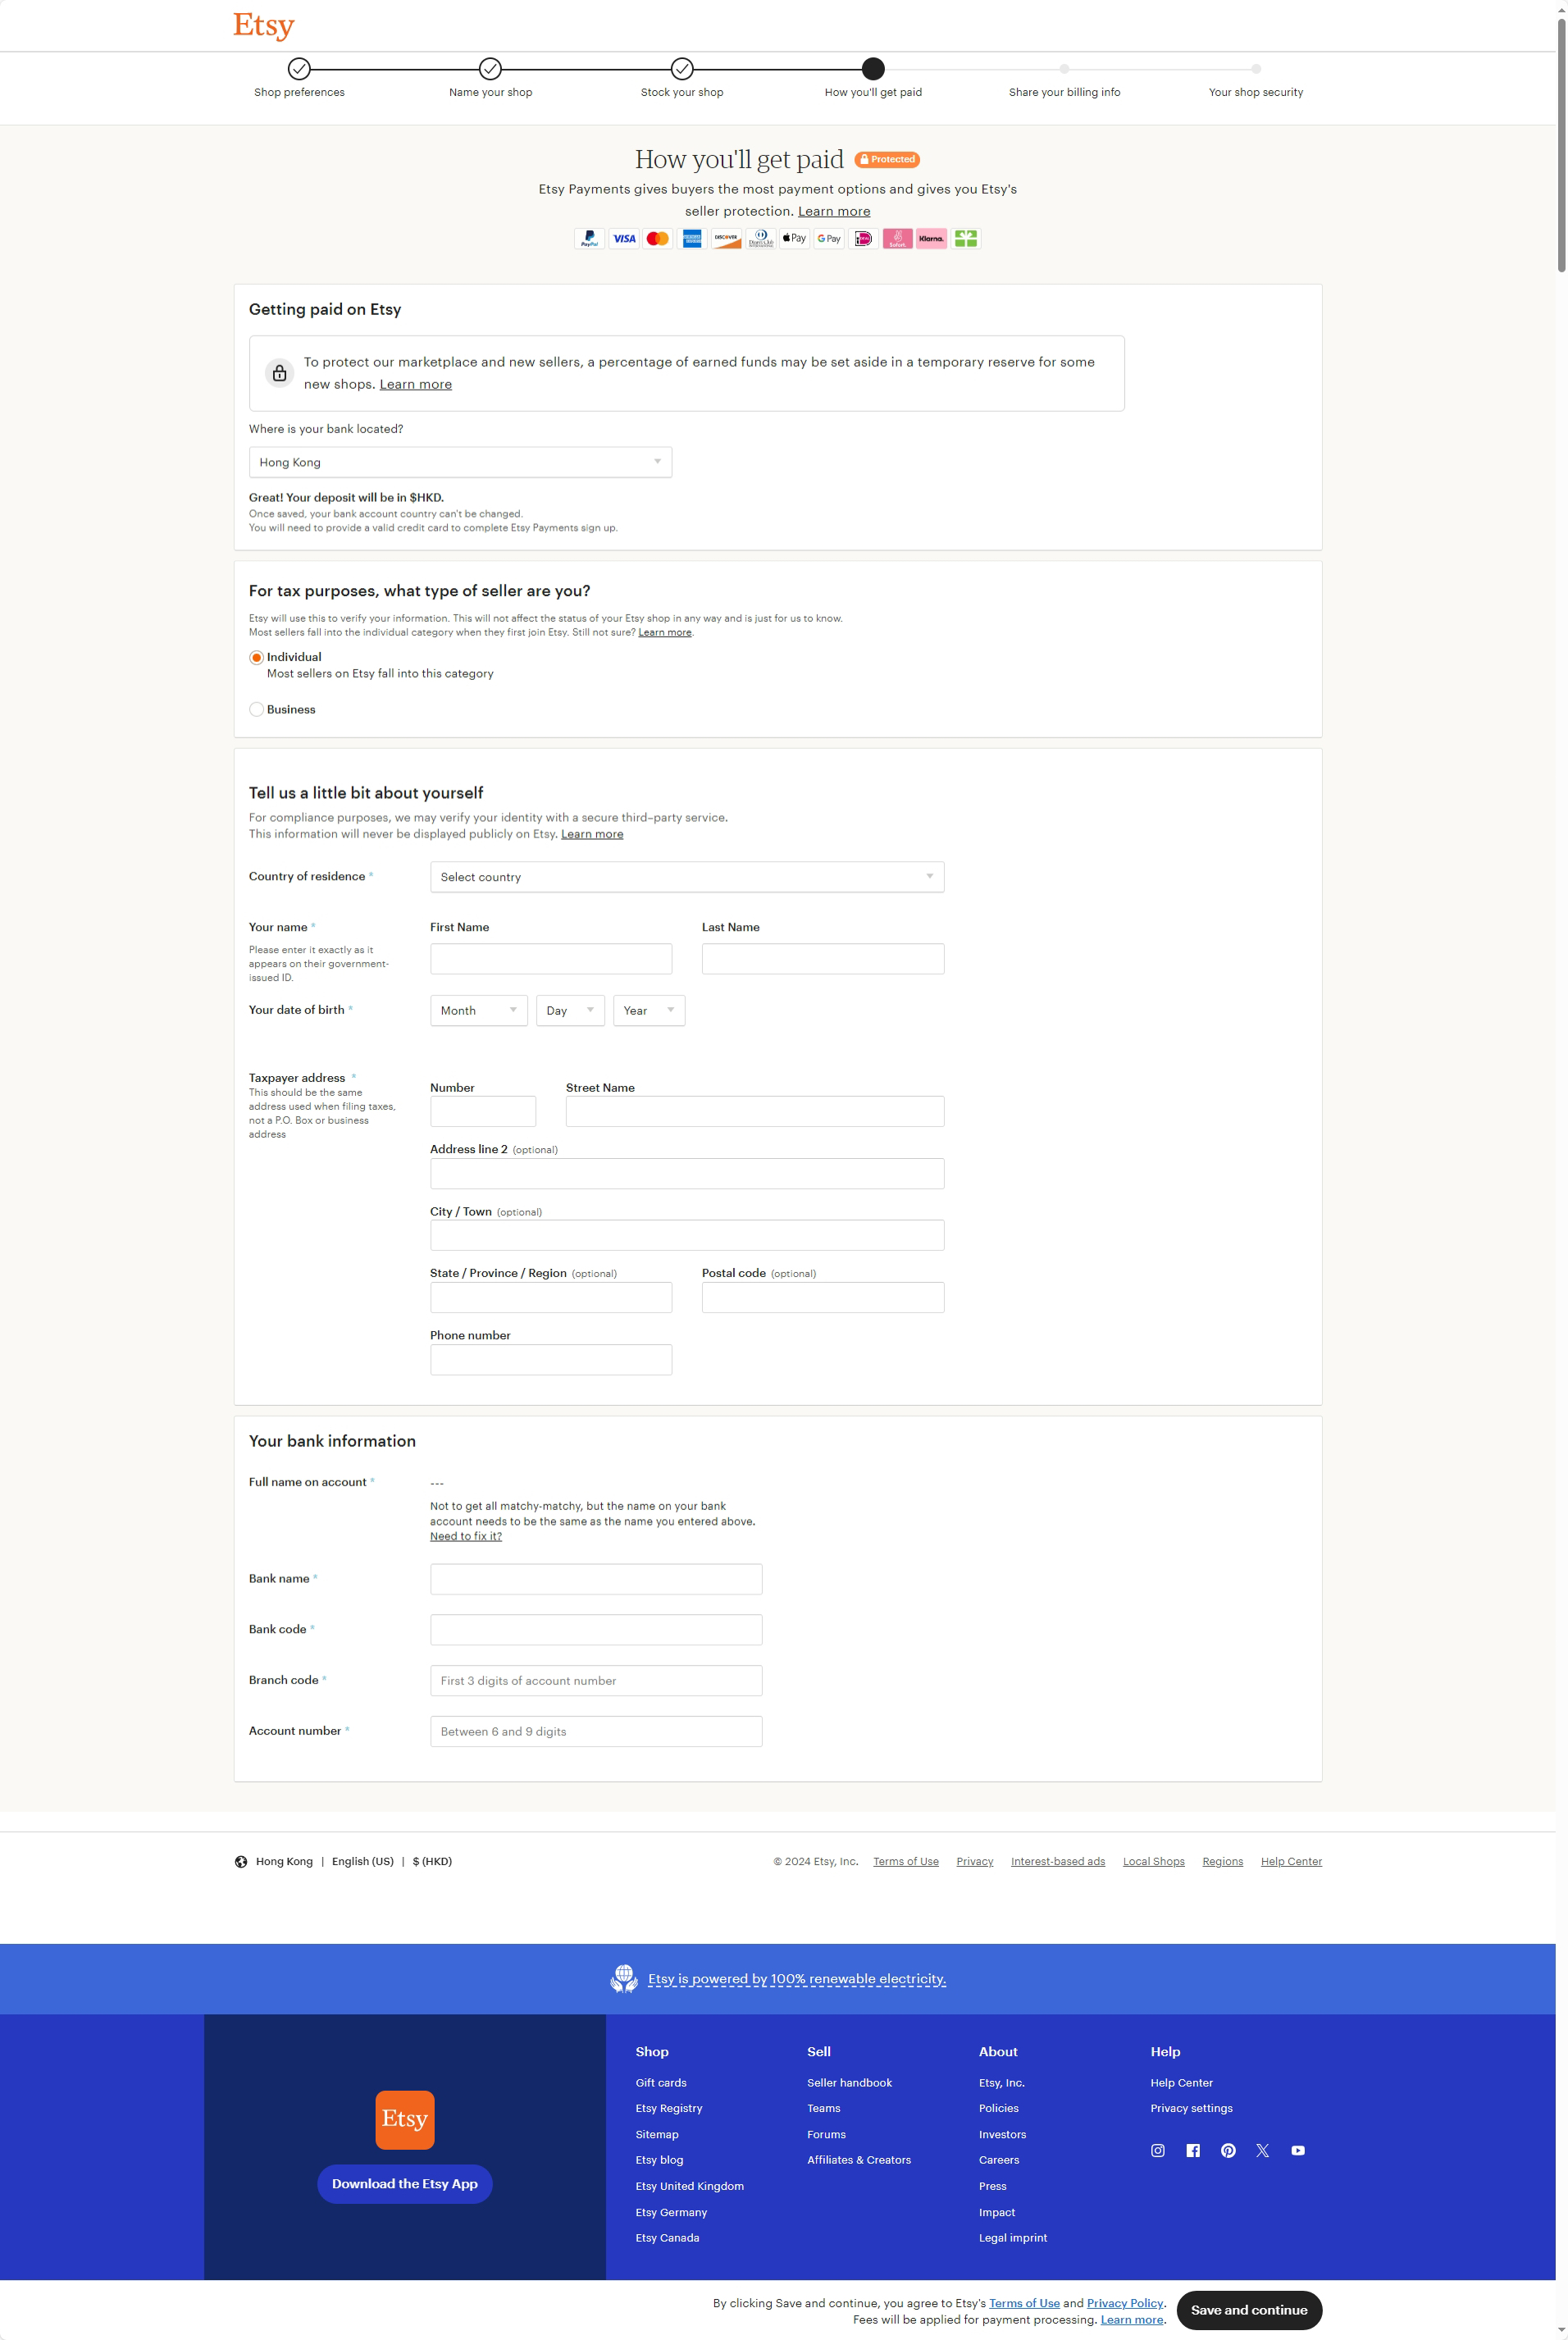 Etsy
Shop preferences
Name your shop
Stock your shop
How you'll get paid
Share your billing info
Your shop security
How you'll get paid
Protected
Etsy Payments gives buyers the most payment options and gives you Etsy's
seller protection. Learn more
PayPal VISA DISCOVER Pay G Pay Klarna.
Getting paid on Etsy
To protect our marketplace and new sellers, a percentage of earned funds may be set aside in a temporary reserve for some
new shops. Learn more
Where is your bank located?
Hong Kong
Great! Your deposit will be in $HKD.
Once saved, your bank account country can't be changed.
You will need to provide a valid credit card to complete Etsy Payments sign up.
For tax purposes, what type of seller are you?
Etsy will use this to verify your information. This will not affect the status of your Etsy shop in any way and is just for us to know.
Most sellers fall into the individual category when they first join Etsy. Still not sure? Learn more.
Individual
Most sellers on Etsy fall into this category
Business
Tell us a little bit about yourself
For compliance purposes, we may verify your identity with a secure third-party service.
This information will never be displayed publicly on Etsy. Learn more
Country of residence *
Select country
Your name *
First Name
Last Name
Please enter it exactly as it
appears on their government-
issued ID.
Your date of birth *
Month
Day
Year
Taxpayer address *
This should be the same
address used when filing taxes,
not a P.O. Box or business
address
Number
Street Name
Address line 2 (optional)
City / Town (optional)
State / Province / Region (optional)
Postal code (optional)
Phone number
Your bank information
Full name on account *
---
Not to get all matchy-matchy, but the name on your bank
account needs to be the same as the name you entered above.
Need to fix it?
Bank name *
Bank code *
Branch code *
First 3 digits of account number
Account number *
Between 6 and 9 digits
Hong Kong | English (US) | $ (HKD)
© 2024 Etsy, Inc. Terms of Use Privacy Interest-based ads Local Shops Regions Help Center
Etsy is powered by 100% renewable electricity.
Etsy
Download the Etsy App
Shop
Gift cards
Etsy Registry
Sitemap
Etsy blog
Etsy United Kingdom
Etsy Germany
Etsy Canada
Sell
Seller handbook
Teams
Forums
Affiliates & Creators
About
Etsy, Inc.
Policies
Investors
Careers
Press
Impact
Legal imprint
Help
Help Center
Privacy settings
By clicking Save and continue, you agree to Etsy's Terms of Use and Privacy Policy.
Fees will be applied for payment processing. Learn more.
Save and continue